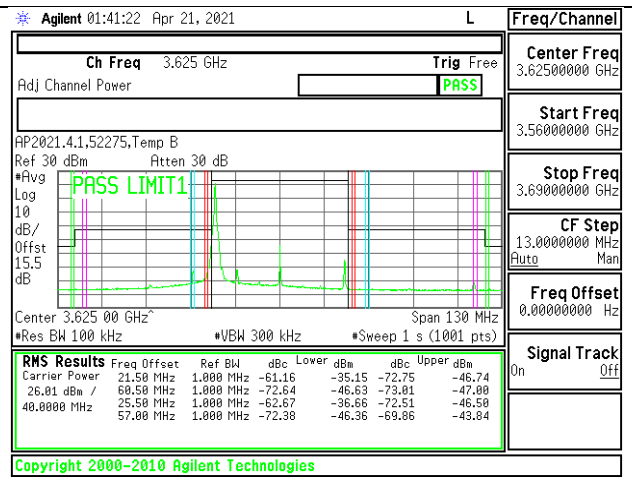 Agilent 01:41:22 Apr 21, 2021 L
Freq/Channel
Ch Freq 3.625 GHz Trig Free
Adj Channel Power PASS
AP2021.4.1,52275,Temp B
Ref 30 dBm Atten 30 dB
#Avg
Log
10
dB/
Offst
15.5
dB
PASS LIMIT1
Center 3.625 00 GHz^ Span 130 MHz
#Res BW 100 kHz #VBW 300 kHz #Sweep 1 s (1001 pts)
RMS Results Freq Offset Ref BW dBc Lower dBm dBc Upper dBm
Carrier Power 21.50 MHz 1.000 MHz -61.16 -35.15 -72.75 -46.74
26.01 dBm / 60.50 MHz 1.000 MHz -72.64 -46.63 -73.01 -47.00
40.0000 MHz 25.50 MHz 1.000 MHz -62.67 -36.66 -72.51 -46.50
57.00 MHz 1.000 MHz -72.38 -46.36 -69.86 -43.84
Center Freq
3.62500000 GHz
Start Freq
3.56000000 GHz
Stop Freq
3.69000000 GHz
CF Step
13.0000000 MHz
Auto Man
Freq Offset
0.00000000 Hz
Signal Track
On Off
Copyright 2000-2010 Agilent Technologies